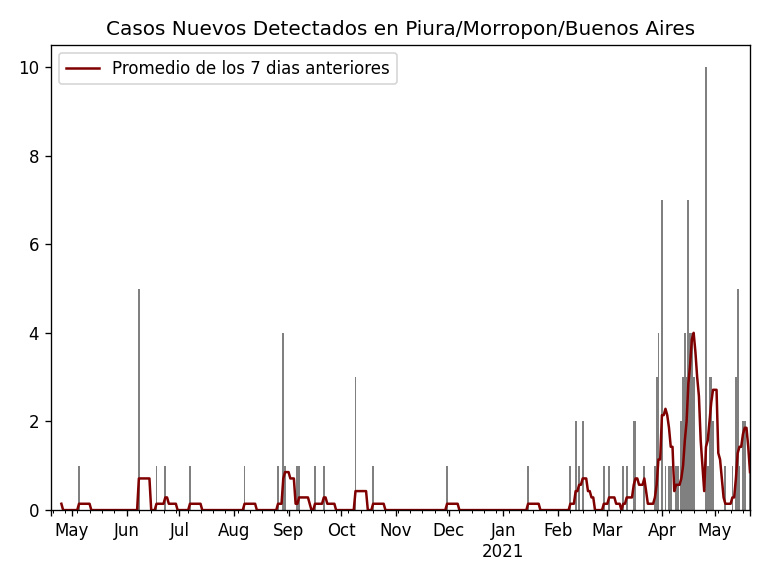 Casos Nuevos Detectados en Piura/Morropon/Buenos Aires
Promedio de los 7 dias anteriores
10
8
6
4
2
0
May Jun Jul Aug Sep Oct Nov Dec Jan Feb Mar Apr May
2021